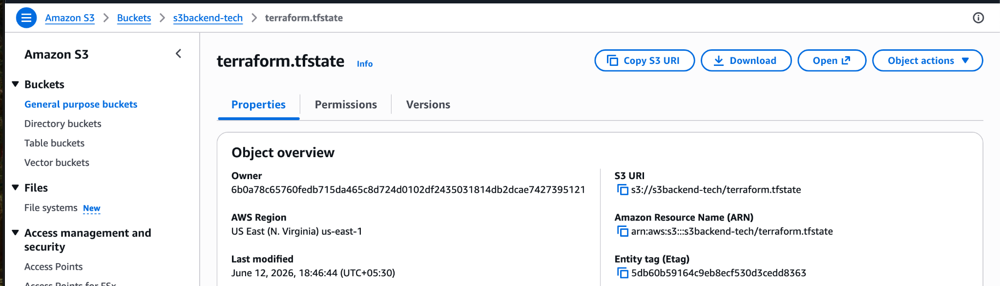 Amazon S3 > Buckets > s3backend-tech > terraform.tfstate
Amazon S3
Buckets
General purpose buckets
Directory buckets
Table buckets
Vector buckets
Files
File systems New
Access management and
security
Access Points
Access Points for FSx
terraform.tfstate Info
Copy S3 URI
Download
Open
Object actions
Properties
Permissions
Versions
Object overview
Owner
6b0a78c65760fedb715da465c8d724d0102df2435031814db2dcae7427395121
AWS Region
US East (N. Virginia) us-east-1
Last modified
June 12, 2026, 18:46:44 (UTC+05:30)
S3 URI
s3://s3backend-tech/terraform.tfstate
Amazon Resource Name (ARN)
arn:aws:s3:::s3backend-tech/terraform.tfstate
Entity tag (Etag)
5db60b59164c9eb8ecf530d3cedd8363